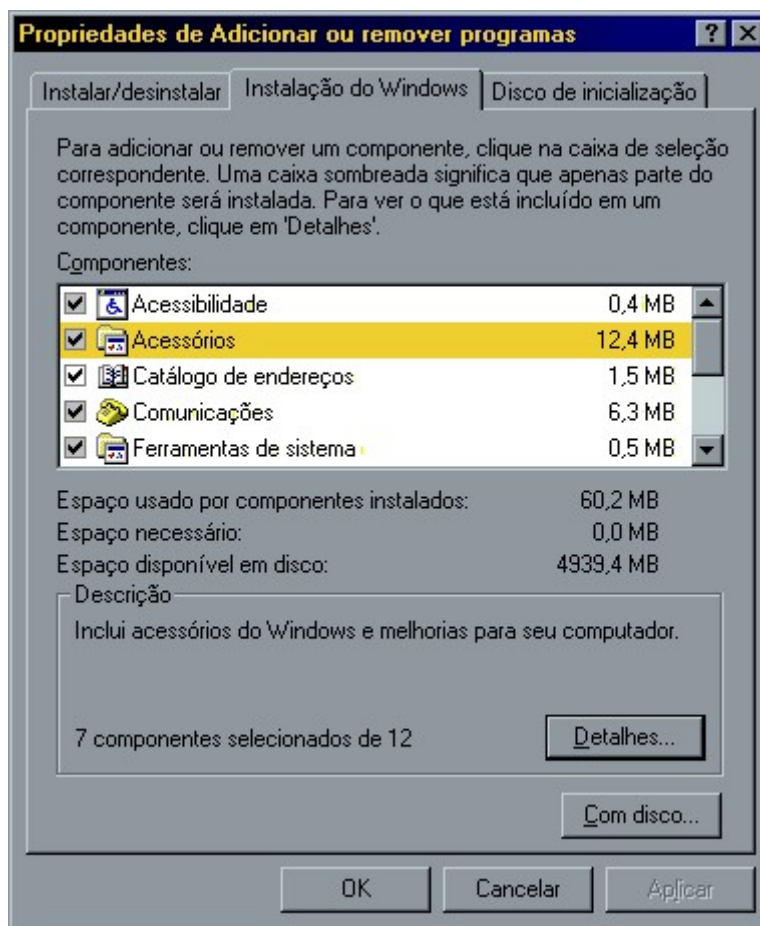 Propriedades de Adicionar ou remover programas
Instalar/desinstalar Instalação do Windows Disco de inicialização
Para adicionar ou remover um componente, clique na caixa de seleção
correspondente. Uma caixa sombreada significa que apenas parte do
componente será instalada. Para ver o que está incluído em um
componente, clique em 'Detalhes'.
Componentes:
Acessibilidade 0,4 MB
Acessórios 12,4 MB
Catálogo de endereços 1,5 MB
Comunicações 6,3 MB
Ferramentas de sistema 0,5 MB
Espaço usado por componentes instalados: 60,2 MB
Espaço necessário: 0,0 MB
Espaço disponível em disco: 4939,4 MB
Descrição
Inclui acessórios do Windows e melhorias para seu computador.
7 componentes selecionados de 12 Detalhes...
Com disco...
OK Cancelar Aplicar